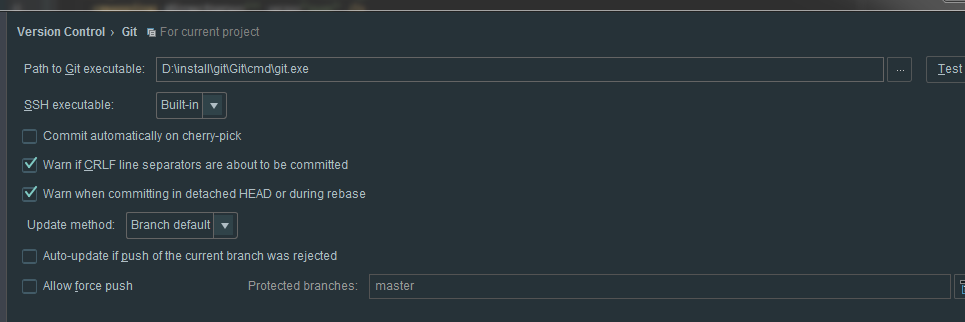 Version Control › Git For current project
Path to Git executable: D:\install\git\Git\cmd\git.exe ... Test
SSH executable: Built-in
Commit automatically on cherry-pick
Warn if CRLF line separators are about to be committed
Warn when committing in detached HEAD or during rebase
Update method: Branch default
Auto-update if push of the current branch was rejected
Allow force push Protected branches: master